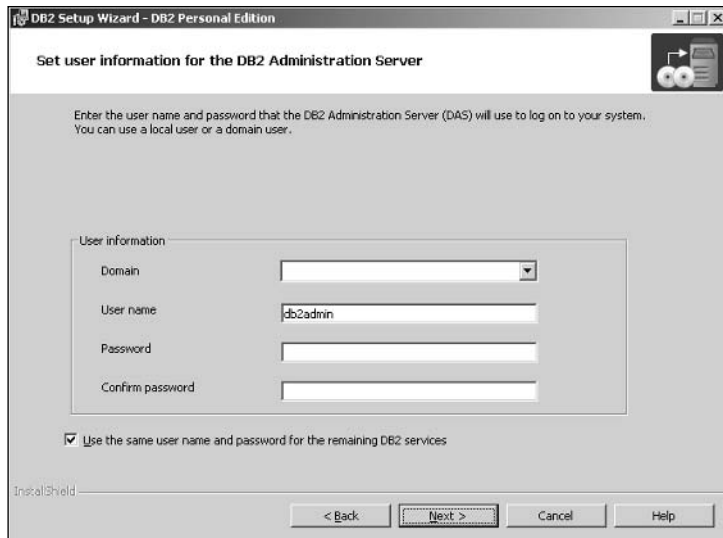 DB2 Setup Wizard - DB2 Personal Edition
Set user information for the DB2 Administration Server
Enter the user name and password that the DB2 Administration Server (DAS) will use to log on to your system.
You can use a local user or a domain user.
User information
Domain
User name
db2admin
Password
Confirm password
Use the same user name and password for the remaining DB2 services
InstallShield
< Back
Next >
Cancel
Help